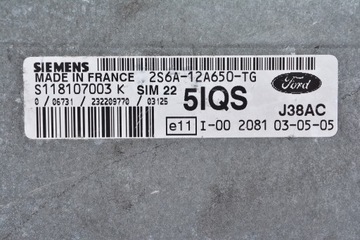 SIEMENS
MADE IN FRANCE 2S6A-12A650-TG
S118107003 K SIM 22
0 / 06731 / 232209770 / 03125
5IQS
Ford
J38AC
e11 I-00 2081 03-05-05